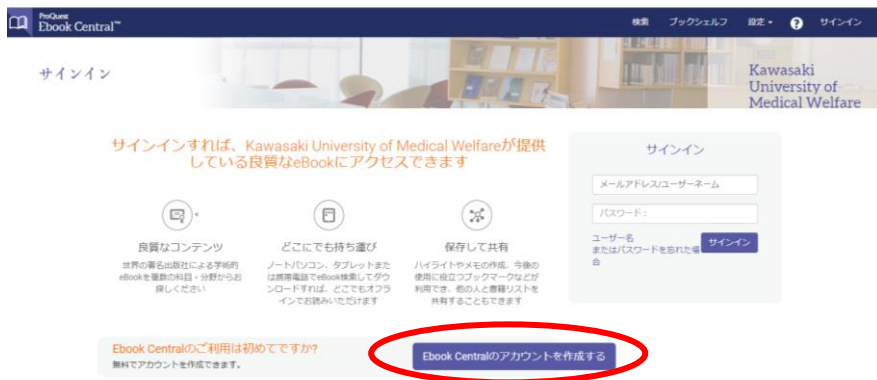 ProQuest
Ebook Central™
検索 ブックシェルフ 設定 ? サインイン
サインイン
Kawasaki
University of
Medical Welfare
サインインすれば、Kawasaki University of Medical Welfareが提供
している良質なeBookにアクセスできます
良質なコンテンツ
世界の著名出版社による学術的
eBookを複数の科目・分野からお
探しください
どこにでも持ち運び
ノートパソコン、タブレットまた
は携帯電話でeBook検索してダウ
ンロードすれば、どこでもオフラ
インでお読みいただけます
保存して共有
ハイライトやメモの作成、今後の
使用に役立つブックマークなどが
利用でき、他の人と書籍リストを
共有することもできます
サインイン
メールアドレス/ユーザーネーム
パスワード:
ユーザー名
またはパスワードを忘れた場
合
サインイン
Ebook Centralのご利用は初めてですか?
無料でアカウントを作成できます。
Ebook Centralのアカウントを作成する